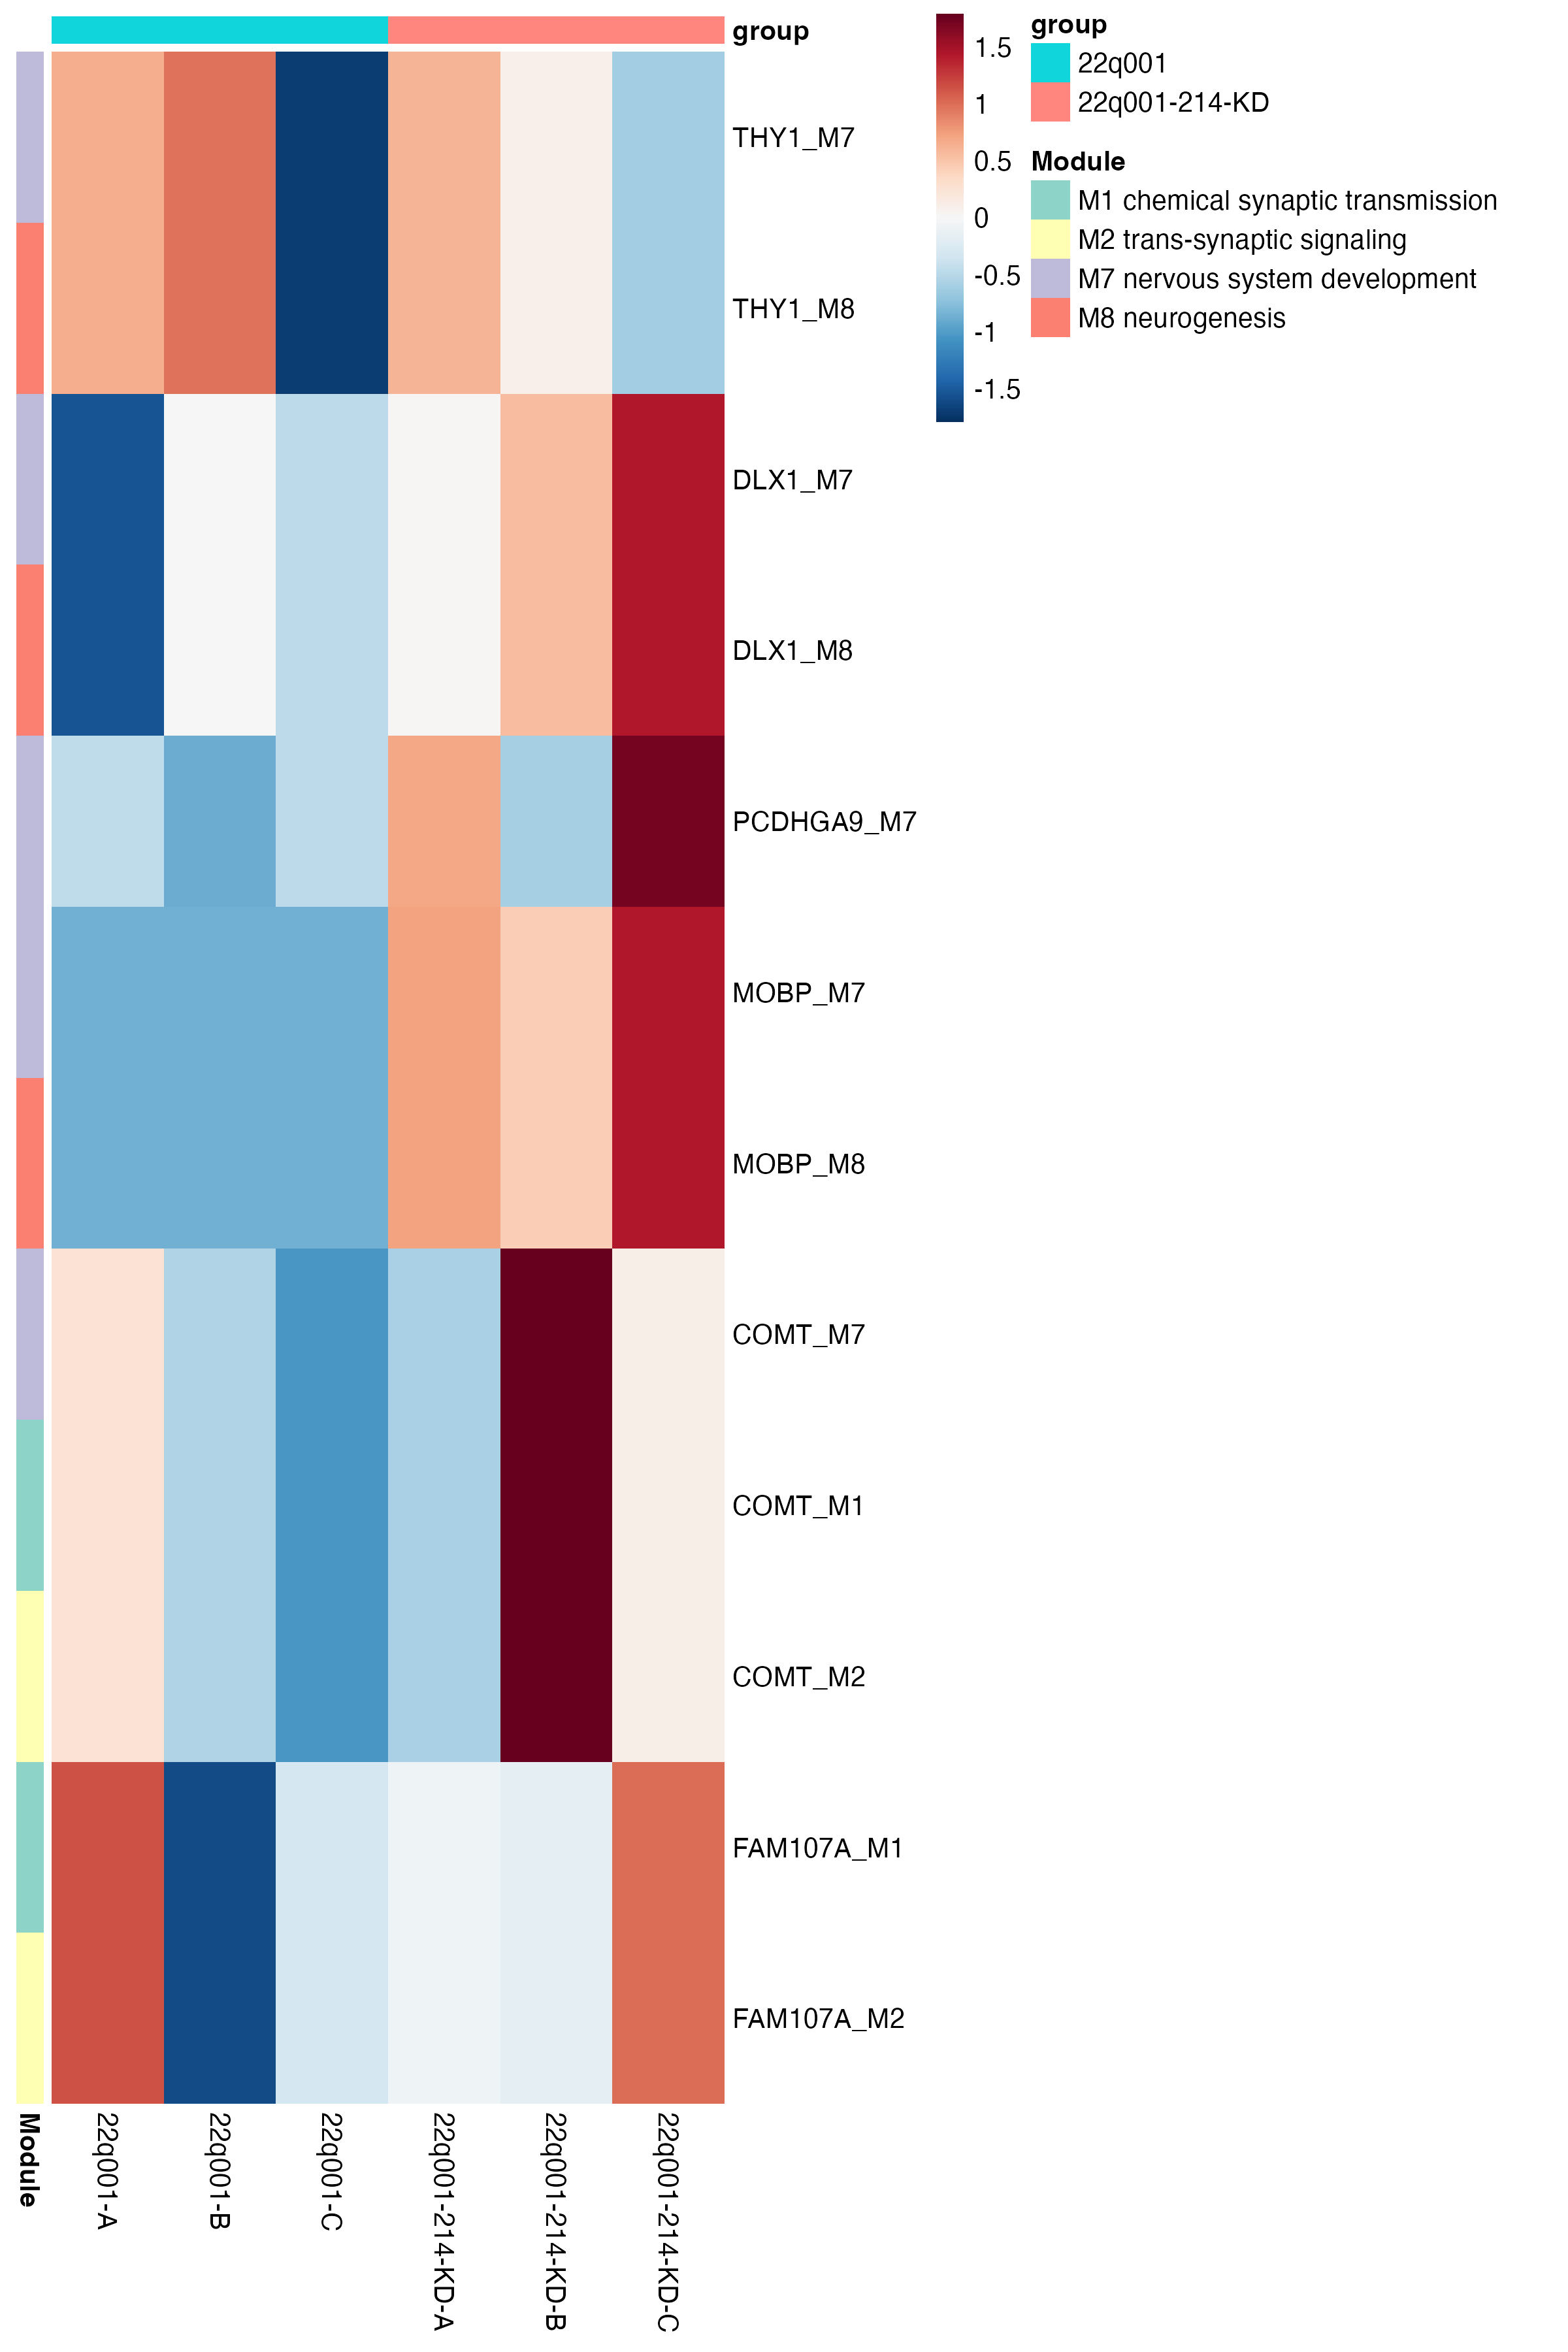 group
THY1_M7
THY1_M8
DLX1_M7
DLX1_M8
PCDHGA9_M7
MOBP_M7
MOBP_M8
COMT_M7
COMT_M1
COMT_M2
FAM107A_M1
FAM107A_M2
Module
22q001-A
22q001-B
22q001-C
22q001-214-KD-A
22q001-214-KD-B
22q001-214-KD-C
1.5
1
0.5
0
-0.5
-1
-1.5
group
22q001
22q001-214-KD
Module
M1 chemical synaptic transmission
M2 trans-synaptic signaling
M7 nervous system development
M8 neurogenesis